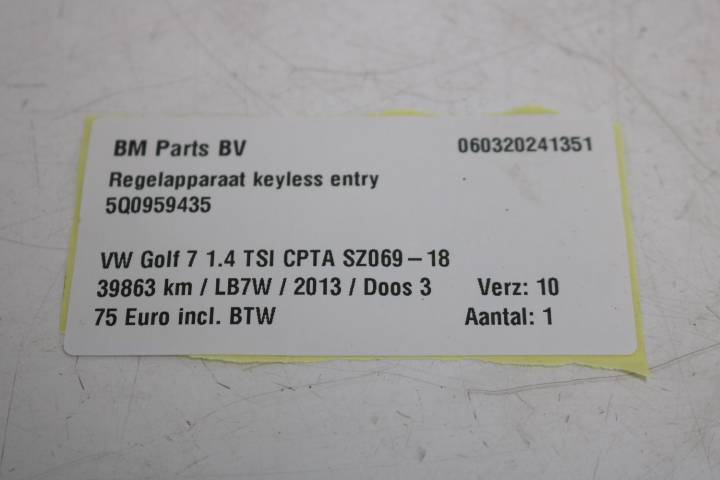 BM Parts BV 060320241351
Regelapparaat keyless entry
5Q0959435
VW Golf 7 1.4 TSI CPTA SZ069 – 18
39863 km / LB7W / 2013 / Doos 3 Verz: 10
75 Euro incl. BTW Aantal: 1